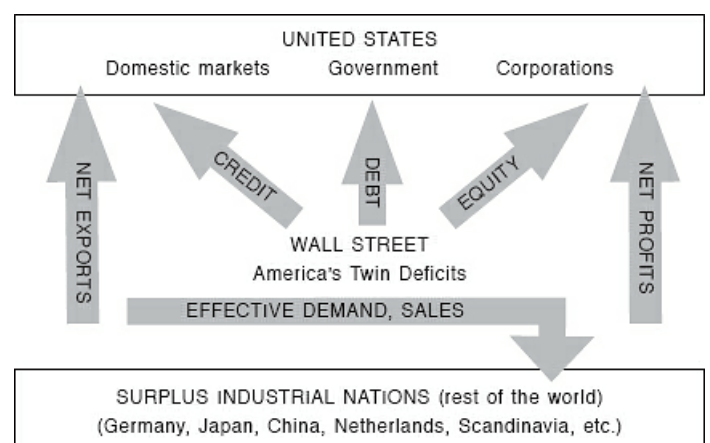 UNITED STATES
Domestic markets Government Corporations
NET EXPORTS
CREDIT
DEBT
EQUITY
NET PROFITS
WALL STREET
America's Twin Deficits
EFFECTIVE DEMAND, SALES
SURPLUS INDUSTRIAL NATIONS (rest of the world)
(Germany, Japan, China, Netherlands, Scandinavia, etc.)